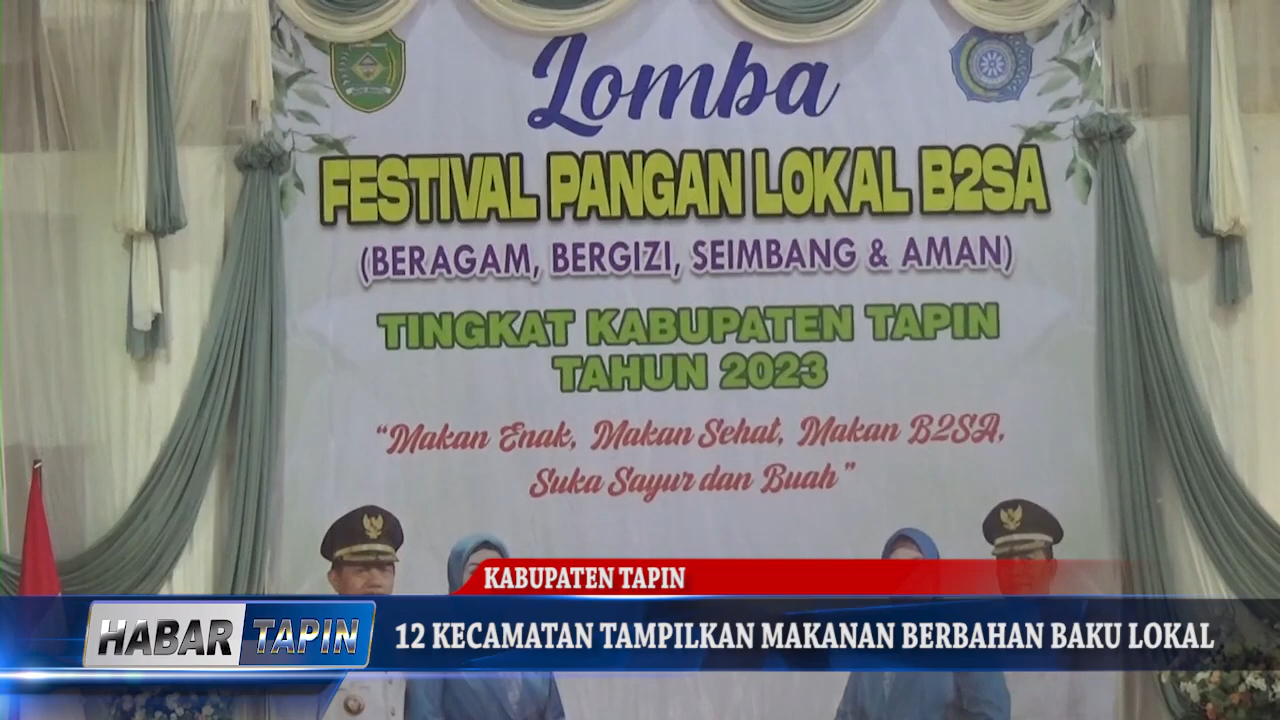 Lomba
FESTIVAL PANGAN LOKAL B2SA
(BERAGAM, BERGIZI, SEIMBANG & AMAN)
TINGKAT KABUPATEN TAPIN
TAHUN 2023
"Makan Enak, Makan Sehat, Makan B2SA,
Suka Sayur dan Buah"
KABUPATEN TAPIN
HABAR TAPIN
12 KECAMATAN TAMPILKAN MAKANAN BERBAHAN BAKU LOKAL